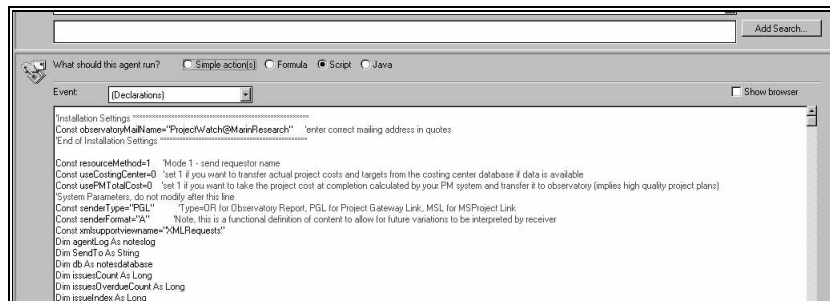 Add Search...
What should this agent run? Simple action(s) Formula Script Java
Event: (Declarations) Show browser
'Installation Settings ************************************************************
Const observatoryMailName="ProjectWatch@MarinResearch" 'enter correct mailing address in quotes
'End of Installation Settings ****************************************************
Const resourceMethod=1 'Mode 1 - send requestor name
Const useCostingCenter=0 'set 1 if you want to transfer actual project costs and targets from the costing center database if data is available
Const usePMTotalCost=0 'set 1 if you want to take the project cost at completion calculated by your PM system and transfer it to observatory (implies high quality project plans)
'System Parameters, do not modify after this line
Const senderType="PGL" 'Type=OR for Observatory Report, PGL for Project Gateway Link, MSL for MSProject Link
Const senderFormat="A" 'Note, this is a functional definition of content to allow for future variations to be interpreted by receiver
Const xmlsupportviewname="XMLRequests"
Dim agentLog As noteslog
Dim SendTo As String
Dim db As notesdatabase
Dim issuesCount As Long
Dim issuesOverdueCount As Long
Dim issueIndex As Long